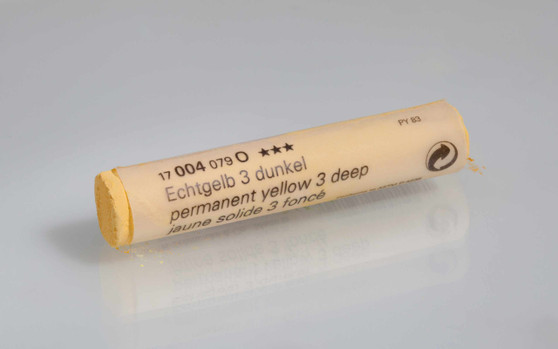 17 004 079 O ★★★
PY 83
Echtgelb 3 dunkel
permanent yellow 3 deep
jaune solide 3 foncé